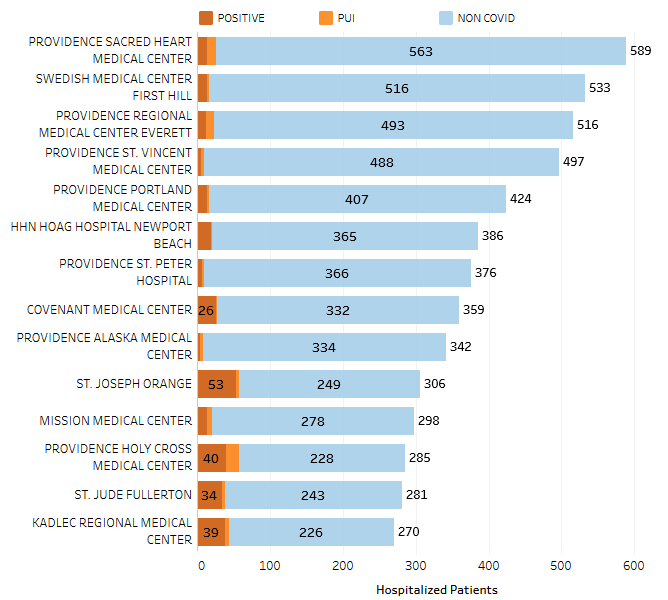 POSITIVE PUI NON COVID
PROVIDENCE SACRED HEART
MEDICAL CENTER
563 589
SWEDISH MEDICAL CENTER
FIRST HILL
516 533
PROVIDENCE REGIONAL
MEDICAL CENTER EVERETT
493 516
PROVIDENCE ST. VINCENT
MEDICAL CENTER
488 497
PROVIDENCE PORTLAND
MEDICAL CENTER
407 424
HHN HOAG HOSPITAL NEWPORT
BEACH
365 386
PROVIDENCE ST. PETER
HOSPITAL
366 376
COVENANT MEDICAL CENTER 26 332 359
PROVIDENCE ALASKA MEDICAL
CENTER
334 342
ST. JOSEPH ORANGE 53 249 306
MISSION MEDICAL CENTER 278 298
PROVIDENCE HOLY CROSS
MEDICAL CENTER
40 228 285
ST. JUDE FULLERTON 34 243 281
KADLEC REGIONAL MEDICAL
CENTER
39 226 270
0 100 200 300 400 500 600
Hospitalized Patients